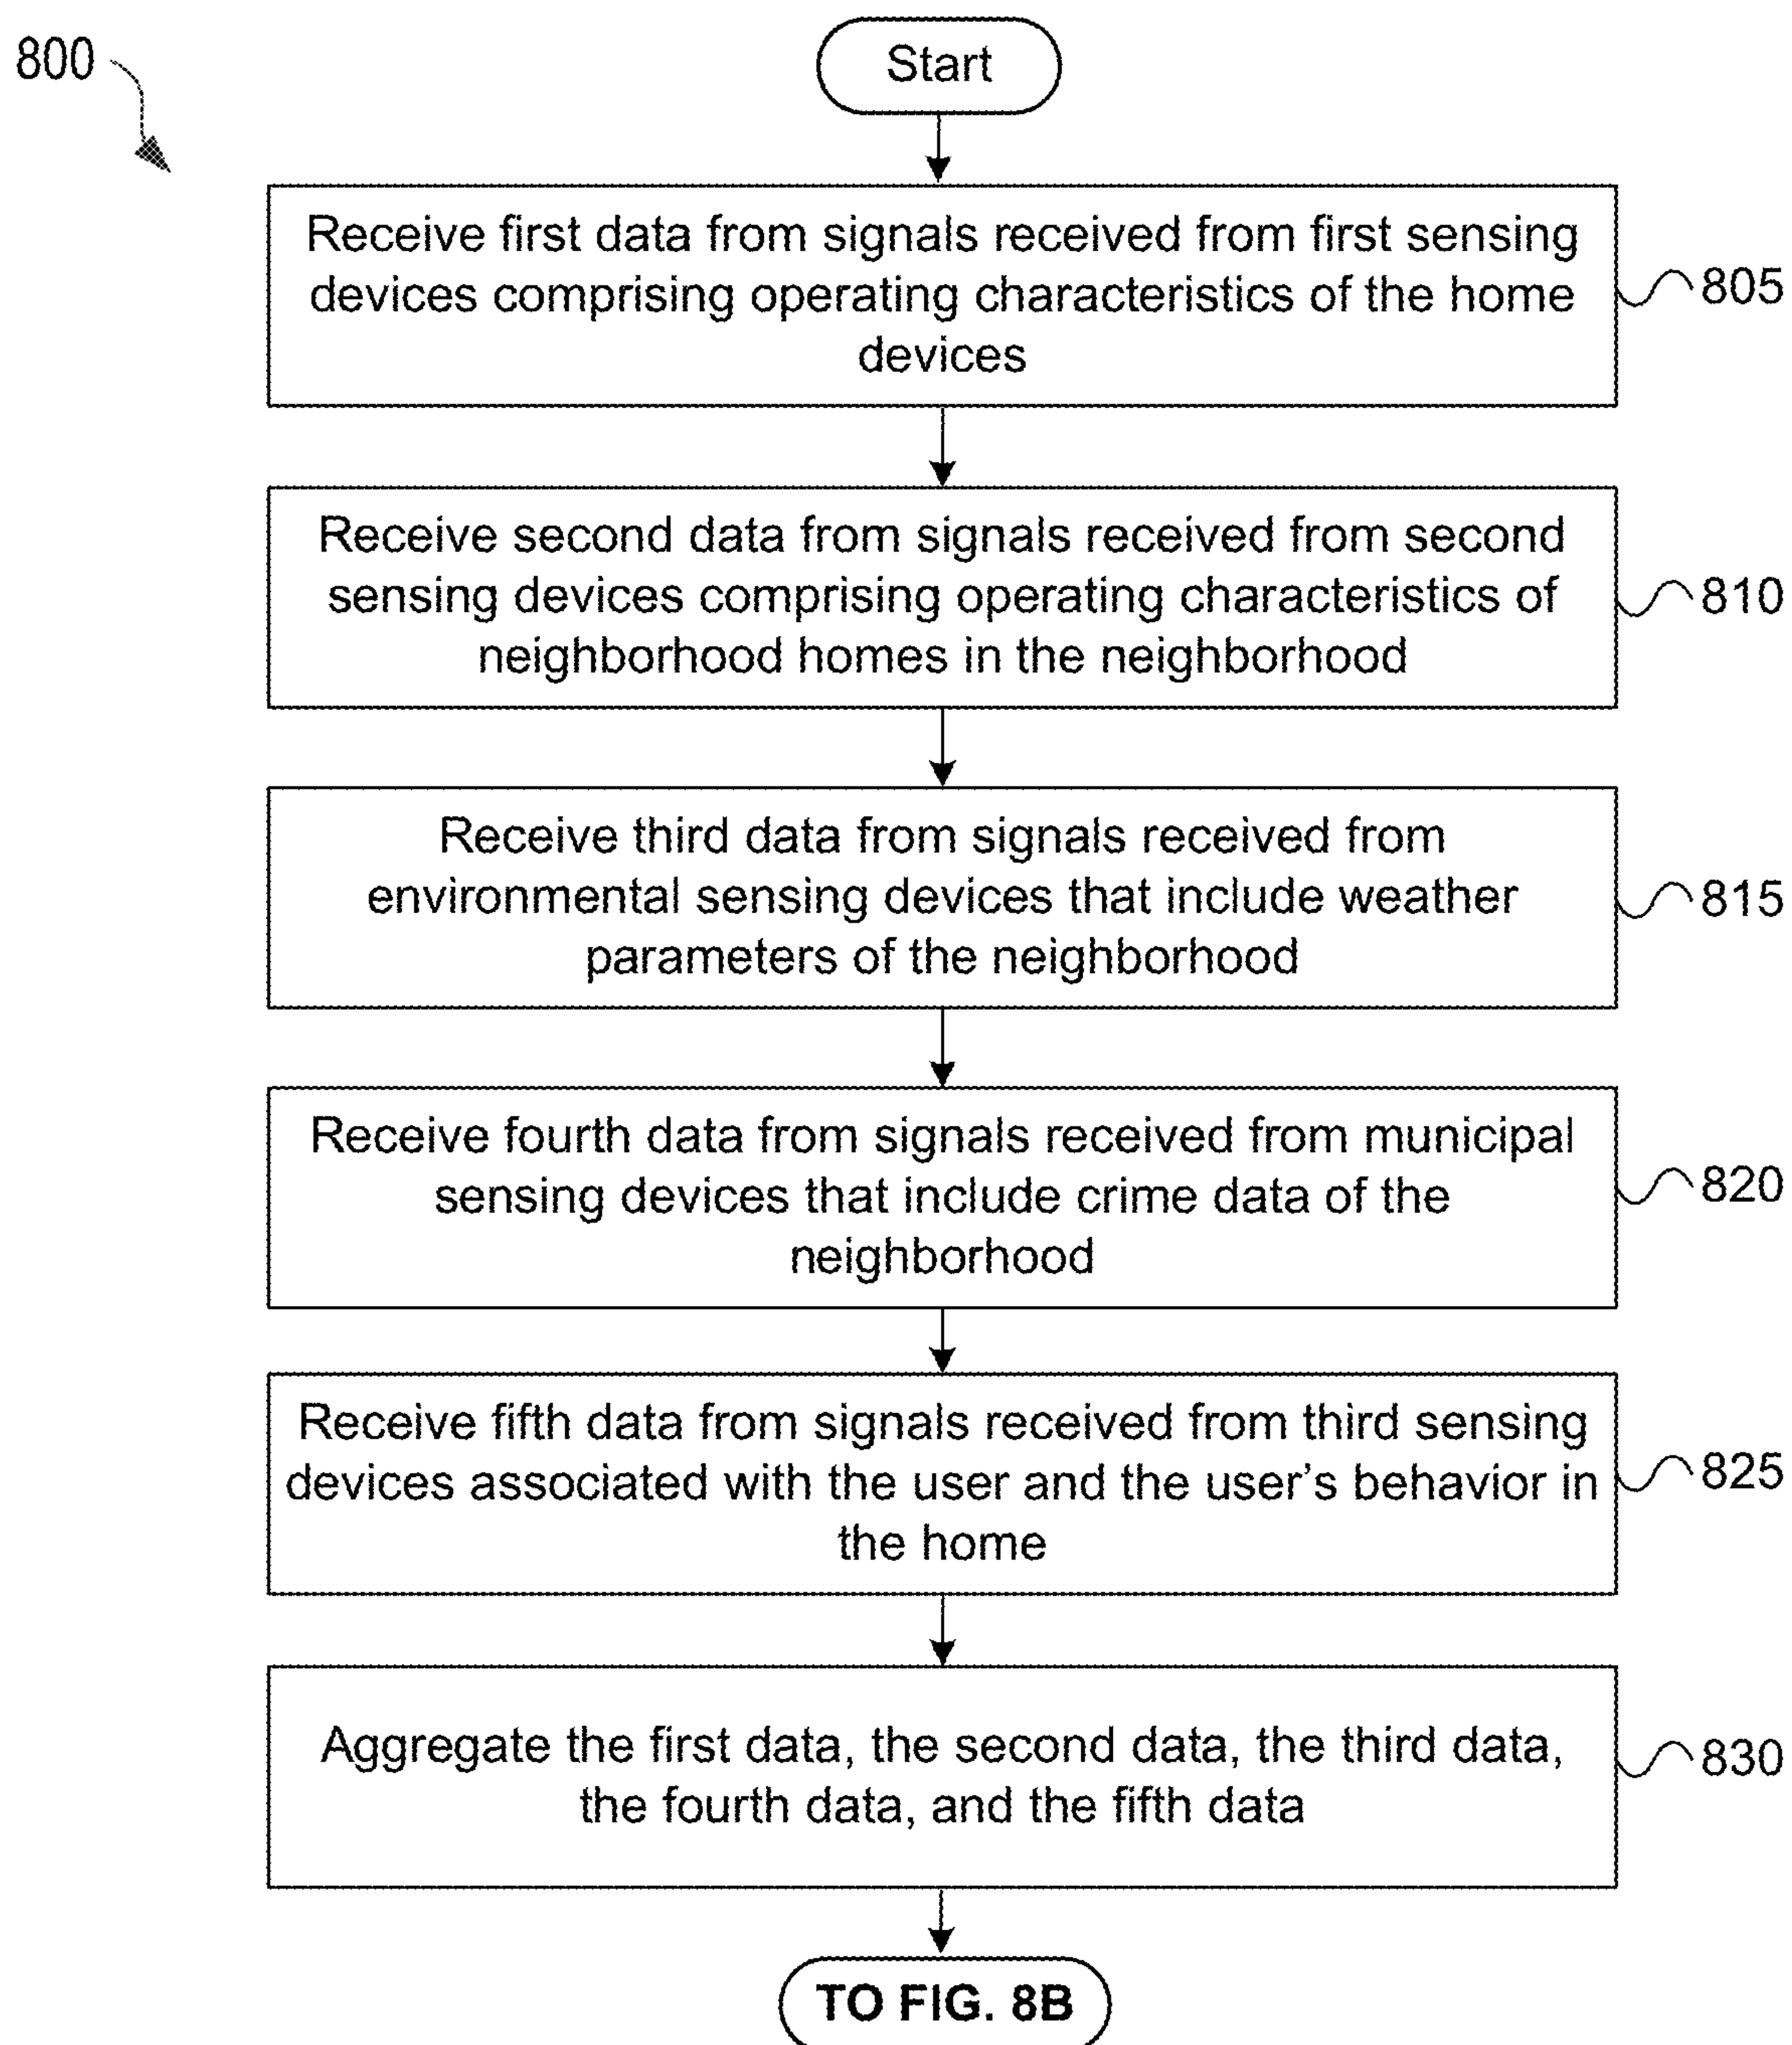 800
Start
Receive first data from signals received from first sensing
devices comprising operating characteristics of the home
devices
805
Receive second data from signals received from second
sensing devices comprising operating characteristics of
neighborhood homes in the neighborhood
810
Receive third data from signals received from
environmental sensing devices that include weather
parameters of the neighborhood
815
Receive fourth data from signals received from municipal
sensing devices that include crime data of the
neighborhood
820
Receive fifth data from signals received from third sensing
devices associated with the user and the user's behavior in
the home
825
Aggregate the first data, the second data, the third data,
the fourth data, and the fifth data
830
TO FIG. 8B